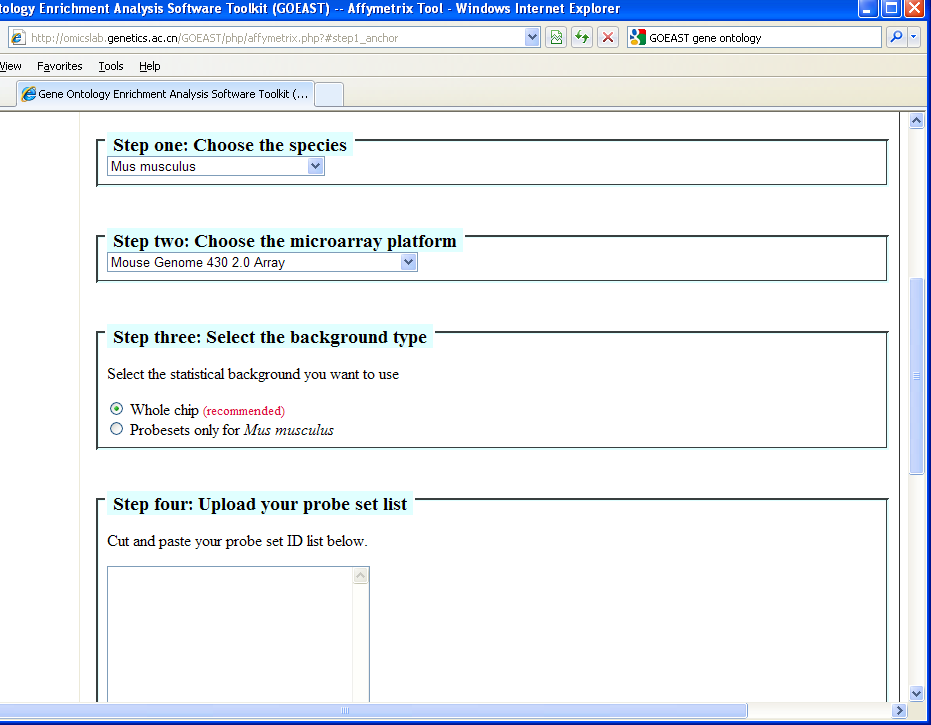 tology Enrichment Analysis Software Toolkit (GOEAST) -- Affymetrix Tool - Windows Internet Explorer
http://omicslab.genetics.ac.cn/GOEAST/php/affymetrix.php?#step1_anchor
GOEAST gene ontology
View Favorites Tools Help
Gene Ontology Enrichment Analysis Software Toolkit (...
Step one: Choose the species
Mus musculus
Step two: Choose the microarray platform
Mouse Genome 430 2.0 Array
Step three: Select the background type
Select the statistical background you want to use
Whole chip (recommended)
Probesets only for Mus musculus
Step four: Upload your probe set list
Cut and paste your probe set ID list below.